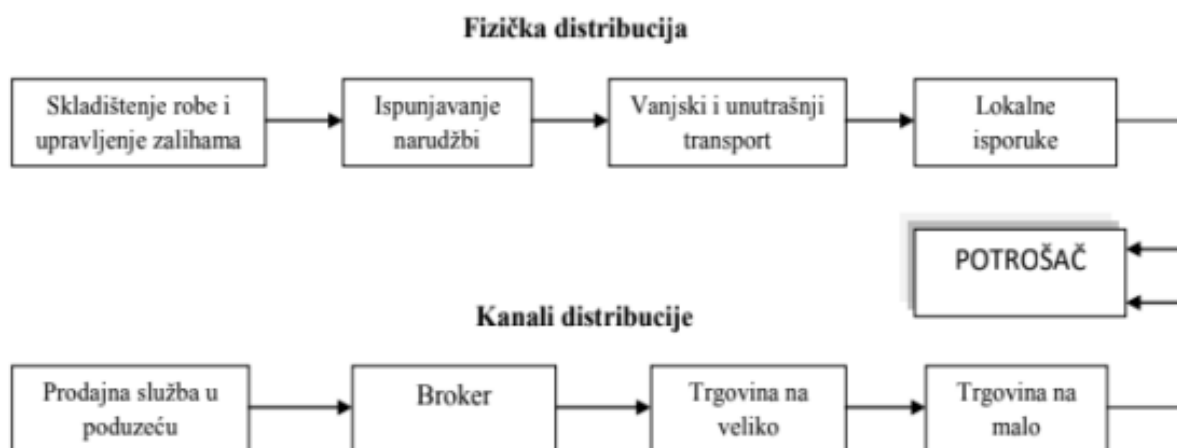 Fizička distribucija
Skladištenje robe i
upravljenje zalihama
Ispunjavanje
narudžbi
Vanjski i unutrašnji
transport
Lokalne
isporuke
POTROŠAČ
Kanali distribucije
Prodajna služba u
poduzeću
Broker
Trgovina na
veliko
Trgovina na
malo